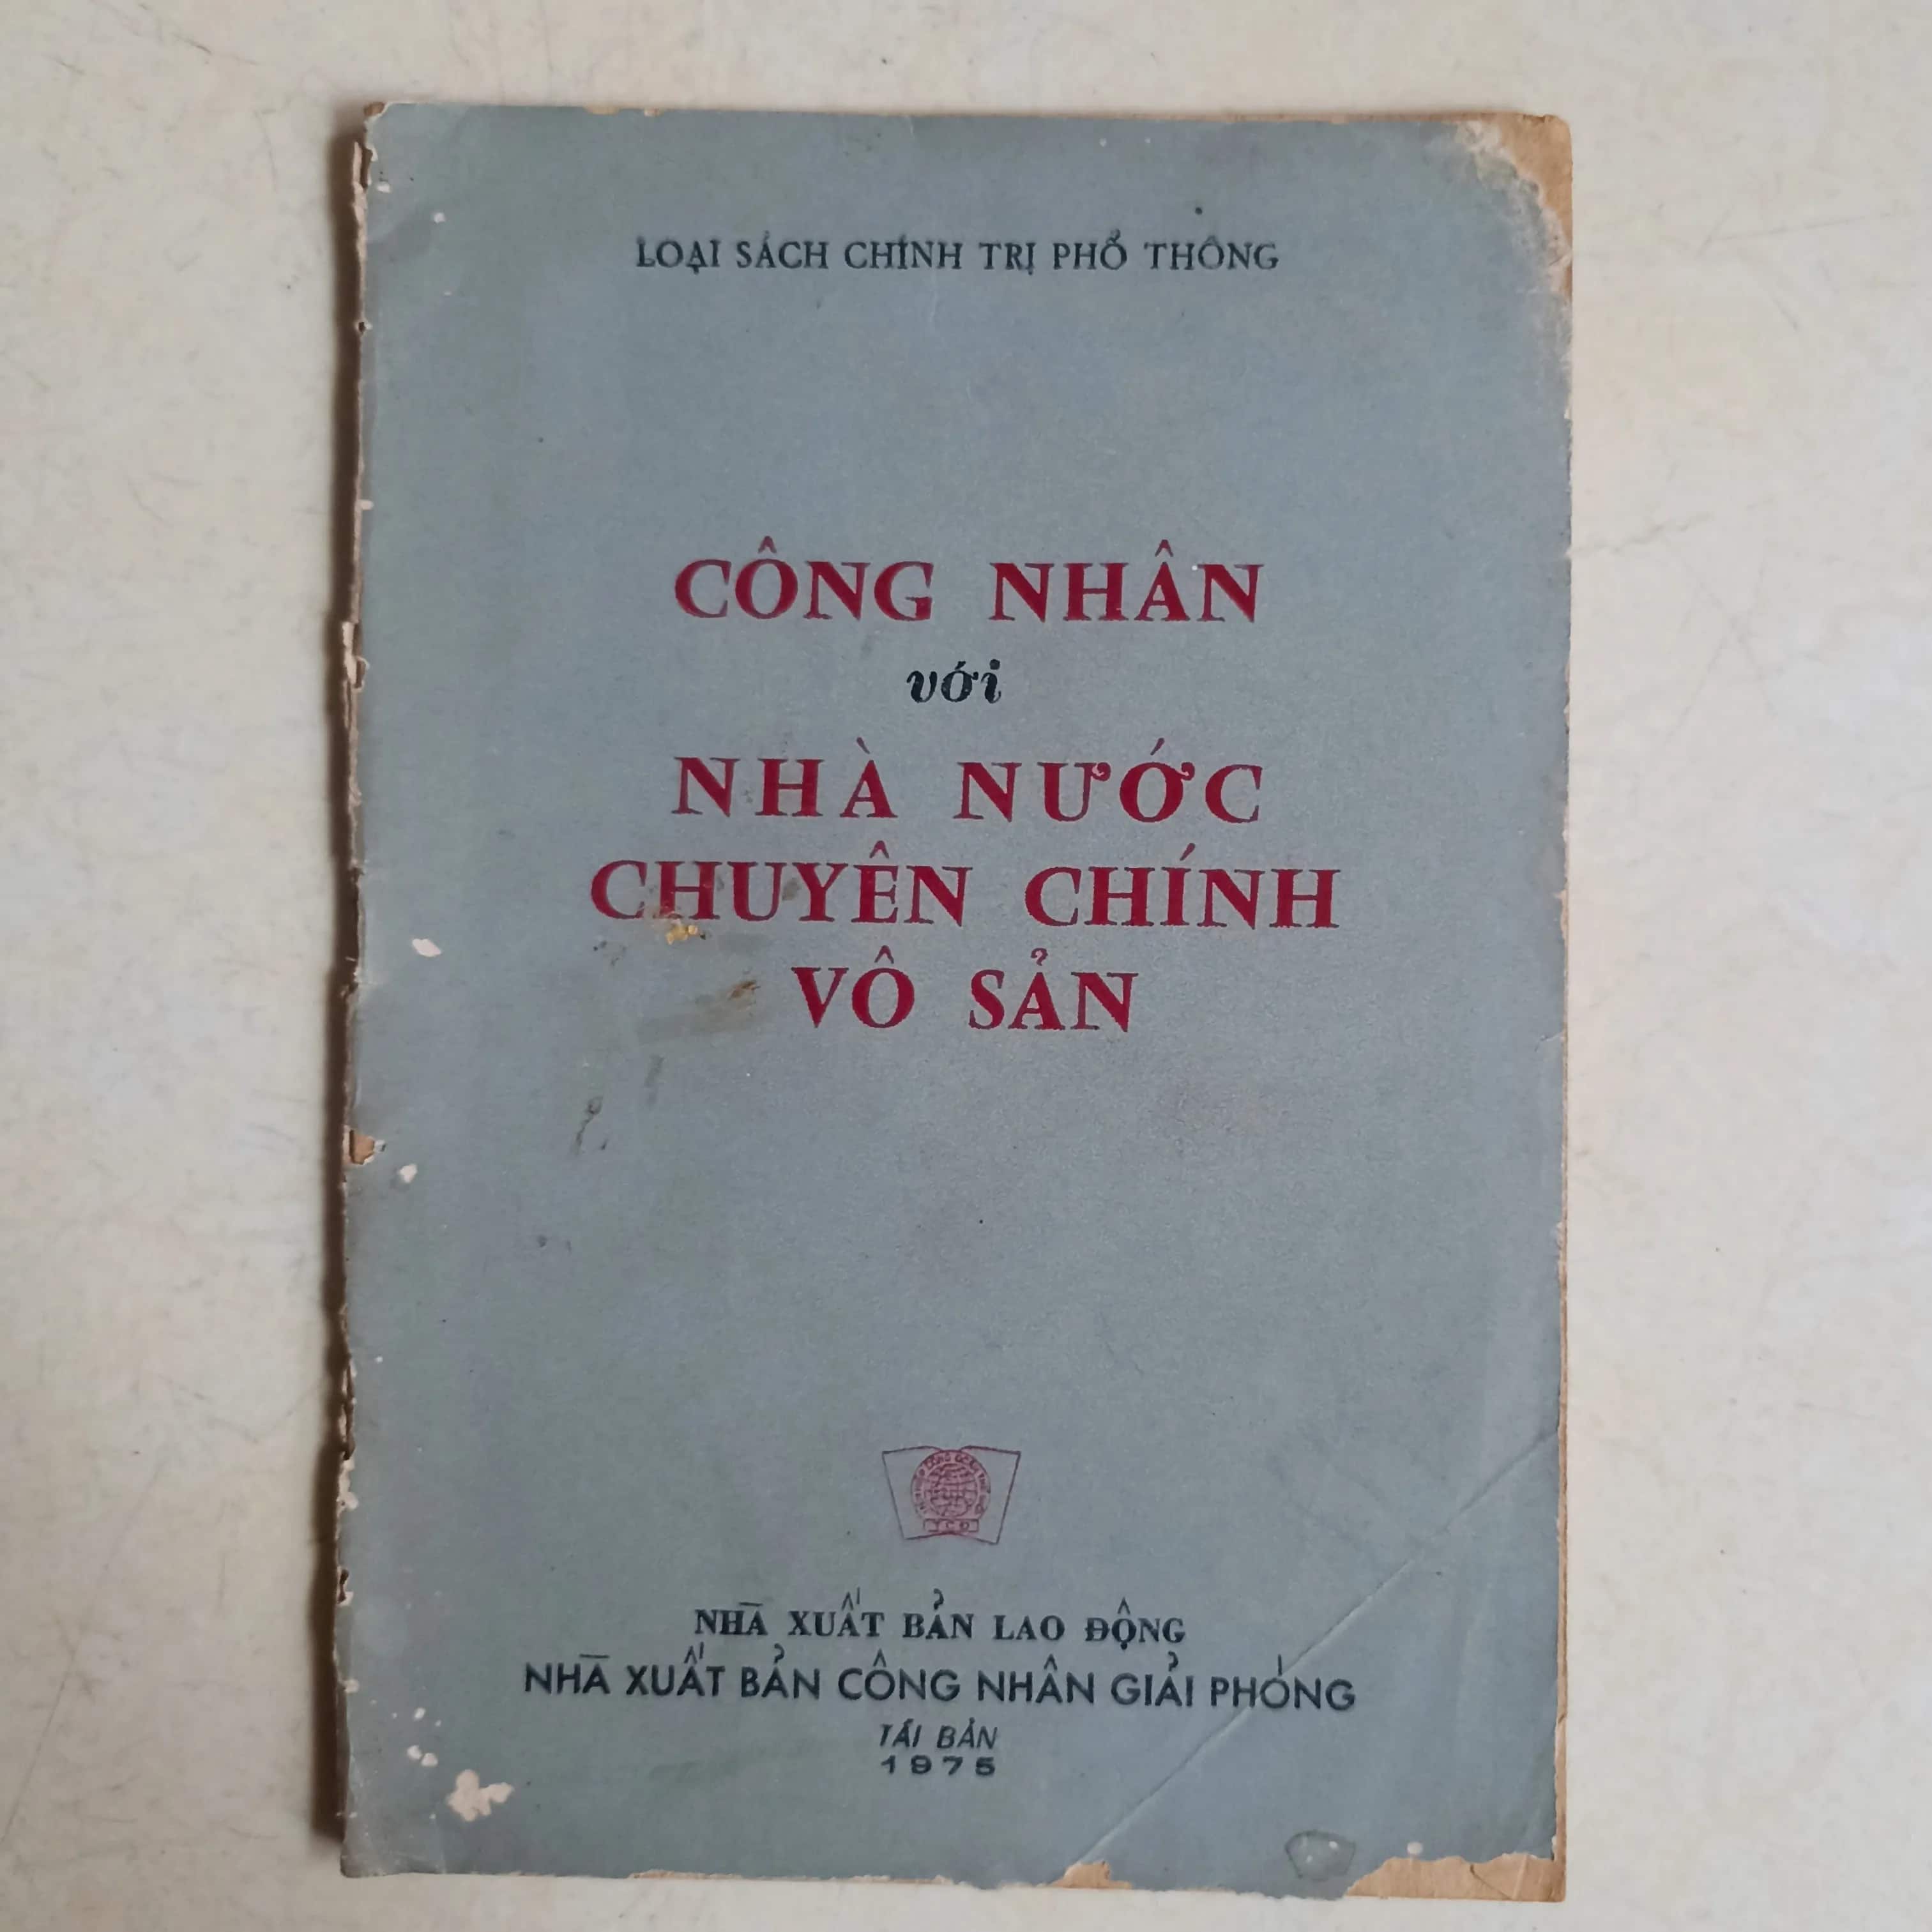 LOẠI SÁCH CHÍNH TRỊ PHỔ THÔNG
CÔNG NHÂN
với
NHÀ NƯỚC
CHUYÊN CHÍNH
VÔ SẢN
TCĐ
NHÀ XUẤT BẢN LAO ĐỘNG
NHÀ XUẤT BẢN CÔNG NHÂN GIẢI PHÓNG
TÁI BẢN
1975